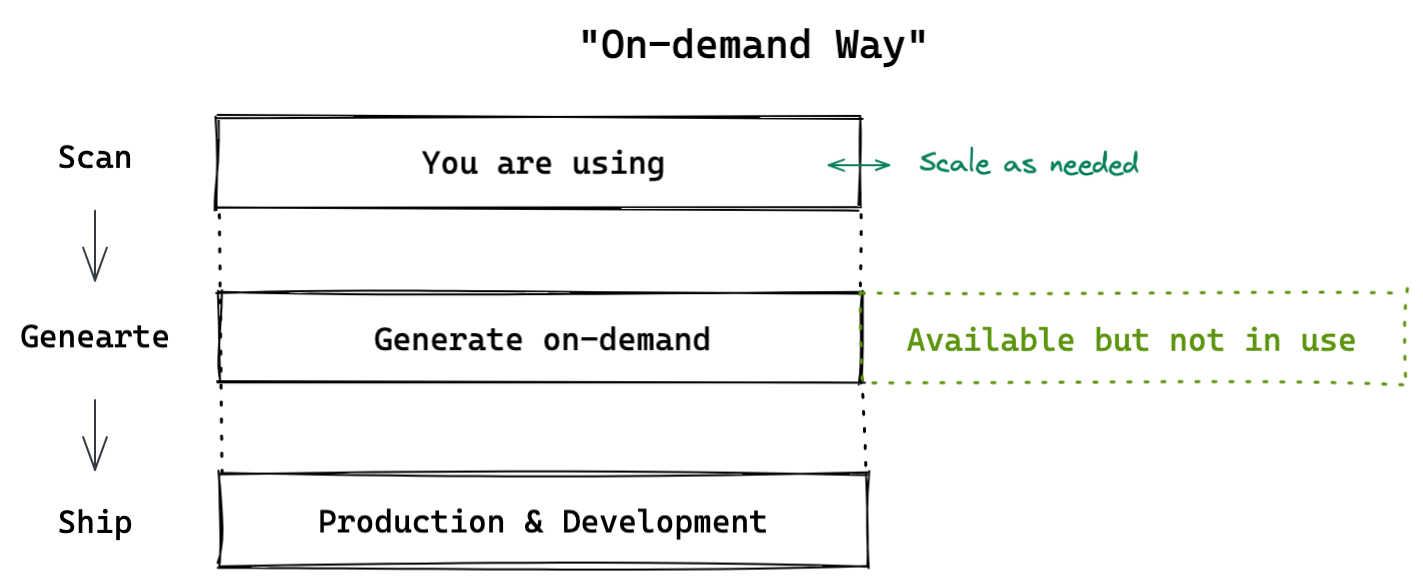 "On-demand Way"
Scan
You are using
Scale as needed
Genearte
Generate on-demand
Available but not in use
Ship
Production & Development